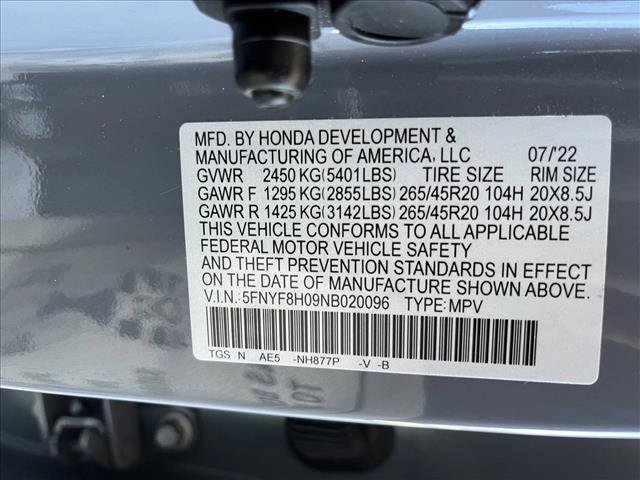 MFD. BY HONDA DEVELOPMENT &
MANUFACTURING OF AMERICA, LLC 07/'22
GVWR 2450 KG(5401LBS) TIRE SIZE RIM SIZE
GAWR F 1295 KG(2855LBS) 265/45R20 104H 20X8.5J
GAWR R 1425 KG(3142LBS) 265/45R20 104H 20X8.5J
THIS VEHICLE CONFORMS TO ALL APPLICABLE
FEDERAL MOTOR VEHICLE SAFETY
AND THEFT PREVENTION STANDARDS IN EFFECT
ON THE DATE OF MANUFACTURE SHOWN ABOVE.
V.I.N.: 5FNYF8H09NB020096 TYPE: MPV
TGS N AE5 -NH877P -V -B